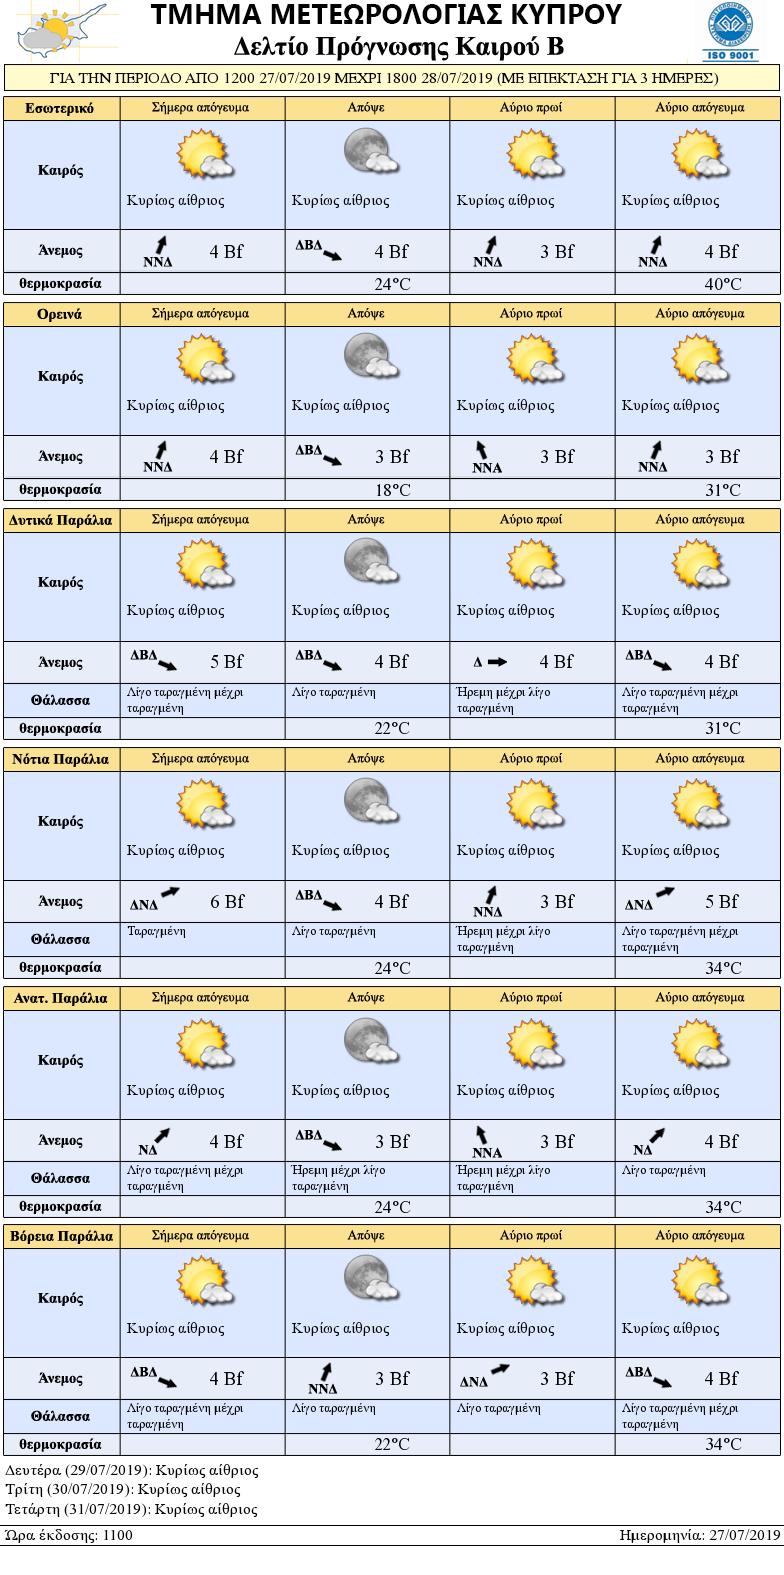 ΤΜΗΜΑ ΜΕΤΕΩΡΟΛΟΓΙΑΣ ΚΥΠΡΟΥ
Δελτίο Πρόγνωσης Καιρού Β
ISO 9001
ΓΙΑ ΤΗΝ ΠΕΡΙΟΔΟ ΑΠΟ 1200 27/07/2019 ΜΕΧΡΙ 1800 28/07/2019 (ΜΕ ΕΠΕΚΤΑΣΗ ΓΙΑ 3 ΗΜΕΡΕΣ)
Εσωτερικό Σήμερα απόγευμα Απόψε Αύριο πρωί Αύριο απόγευμα
Καιρός
Κυρίως αίθριος Κυρίως αίθριος Κυρίως αίθριος Κυρίως αίθριος
Άνεμος ΝΝΔ 4 Bf ΔΒΔ 4 Bf ΝΝΔ 3 Bf ΝΝΔ 4 Bf
θερμοκρασία 24°C 40°C
Ορεινά Σήμερα απόγευμα Απόψε Αύριο πρωί Αύριο απόγευμα
Καιρός
Κυρίως αίθριος Κυρίως αίθριος Κυρίως αίθριος Κυρίως αίθριος
Άνεμος ΝΝΔ 4 Bf ΔΒΔ 3 Bf ΝΝΑ 3 Bf ΝΝΔ 3 Bf
θερμοκρασία 18°C 31°C
Δυτικά Παράλια Σήμερα απόγευμα Απόψε Αύριο πρωί Αύριο απόγευμα
Καιρός
Κυρίως αίθριος Κυρίως αίθριος Κυρίως αίθριος Κυρίως αίθριος
Άνεμος ΔΒΔ 5 Bf ΔΒΔ 4 Bf Δ 4 Bf ΔΒΔ 4 Bf
Θάλασσα Λίγο ταραγμένη μέχρι Λίγο ταραγμένη Ήρεμη μέχρι λίγο Λίγο ταραγμένη μέχρι
ταραγμένη ταραγμένη ταραγμένη
θερμοκρασία 22°C 31°C
Νότια Παράλια Σήμερα απόγευμα Απόψε Αύριο πρωί Αύριο απόγευμα
Καιρός
Κυρίως αίθριος Κυρίως αίθριος Κυρίως αίθριος Κυρίως αίθριος
Άνεμος ΔΝΔ 6 Bf ΔΒΔ 4 Bf ΝΝΔ 3 Bf ΔΝΔ 5 Bf
Θάλασσα Ταραγμένη Λίγο ταραγμένη Ήρεμη μέχρι λίγο Λίγο ταραγμένη μέχρι
ταραγμένη ταραγμένη
θερμοκρασία 24°C 34°C
Ανατ. Παράλια Σήμερα απόγευμα Απόψε Αύριο πρωί Αύριο απόγευμα
Καιρός
Κυρίως αίθριος Κυρίως αίθριος Κυρίως αίθριος Κυρίως αίθριος
Άνεμος ΝΔ 4 Bf ΔΒΔ 3 Bf ΝΝΑ 3 Bf ΝΔ 4 Bf
Θάλασσα Λίγο ταραγμένη μέχρι Ήρεμη μέχρι λίγο Ήρεμη μέχρι λίγο Λίγο ταραγμένη
ταραγμένη ταραγμένη ταραγμένη
θερμοκρασία 24°C 34°C
Βόρεια Παράλια Σήμερα απόγευμα Απόψε Αύριο πρωί Αύριο απόγευμα
Καιρός
Κυρίως αίθριος Κυρίως αίθριος Κυρίως αίθριος Κυρίως αίθριος
Άνεμος ΔΒΔ 4 Bf ΝΝΔ 3 Bf ΔΝΔ 3 Bf ΔΒΔ 4 Bf
Θάλασσα Λίγο ταραγμένη μέχρι Λίγο ταραγμένη Λίγο ταραγμένη Λίγο ταραγμένη μέχρι
ταραγμένη ταραγμένη
θερμοκρασία 22°C 34°C
Δευτέρα (29/07/2019): Κυρίως αίθριος
Τρίτη (30/07/2019): Κυρίως αίθριος
Τετάρτη (31/07/2019): Κυρίως αίθριος
Ώρα έκδοσης: 1100 Ημερομηνία: 27/07/2019